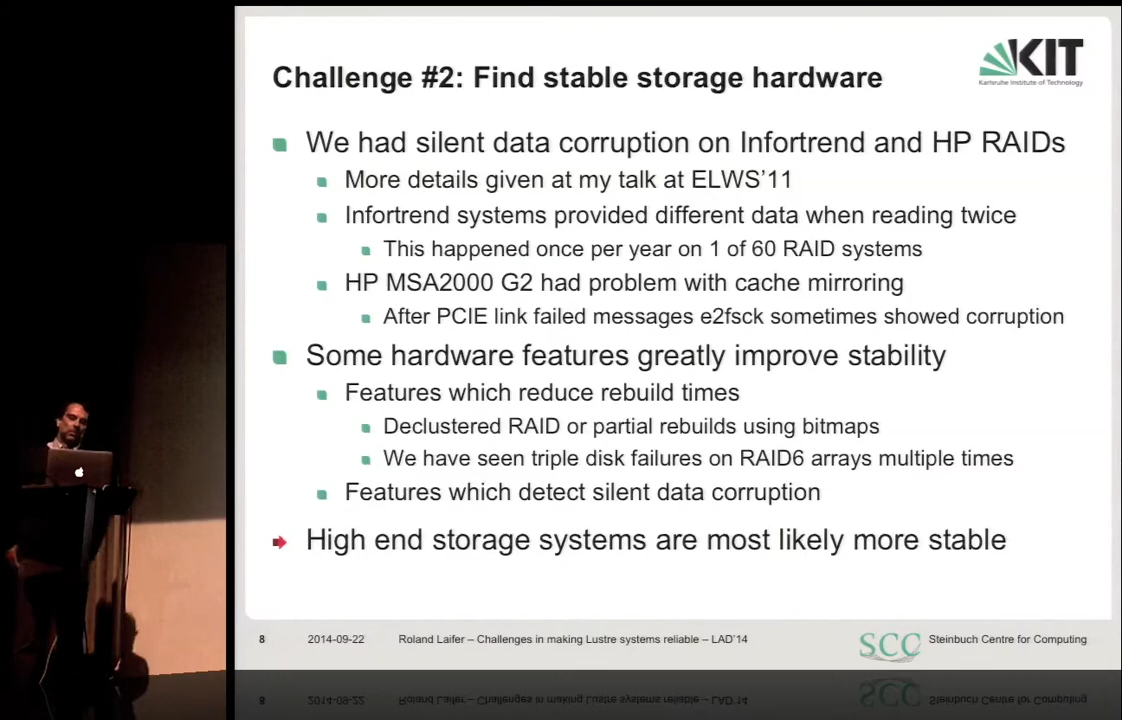 KIT
Karlsruhe Institute of Technology
Challenge #2: Find stable storage hardware
We had silent data corruption on Infortrend and HP RAIDs
More details given at my talk at ELWS'11
Infortrend systems provided different data when reading twice
This happened once per year on 1 of 60 RAID systems
HP MSA2000 G2 had problem with cache mirroring
After PCIE link failed messages e2fsck sometimes showed corruption
Some hardware features greatly improve stability
Features which reduce rebuild times
Declustered RAID or partial rebuilds using bitmaps
We have seen triple disk failures on RAID6 arrays multiple times
Features which detect silent data corruption
High end storage systems are most likely more stable
8 2014-09-22 Roland Laifer – Challenges in making Lustre systems reliable – LAD'14 SCC Steinbuch Centre for Computing